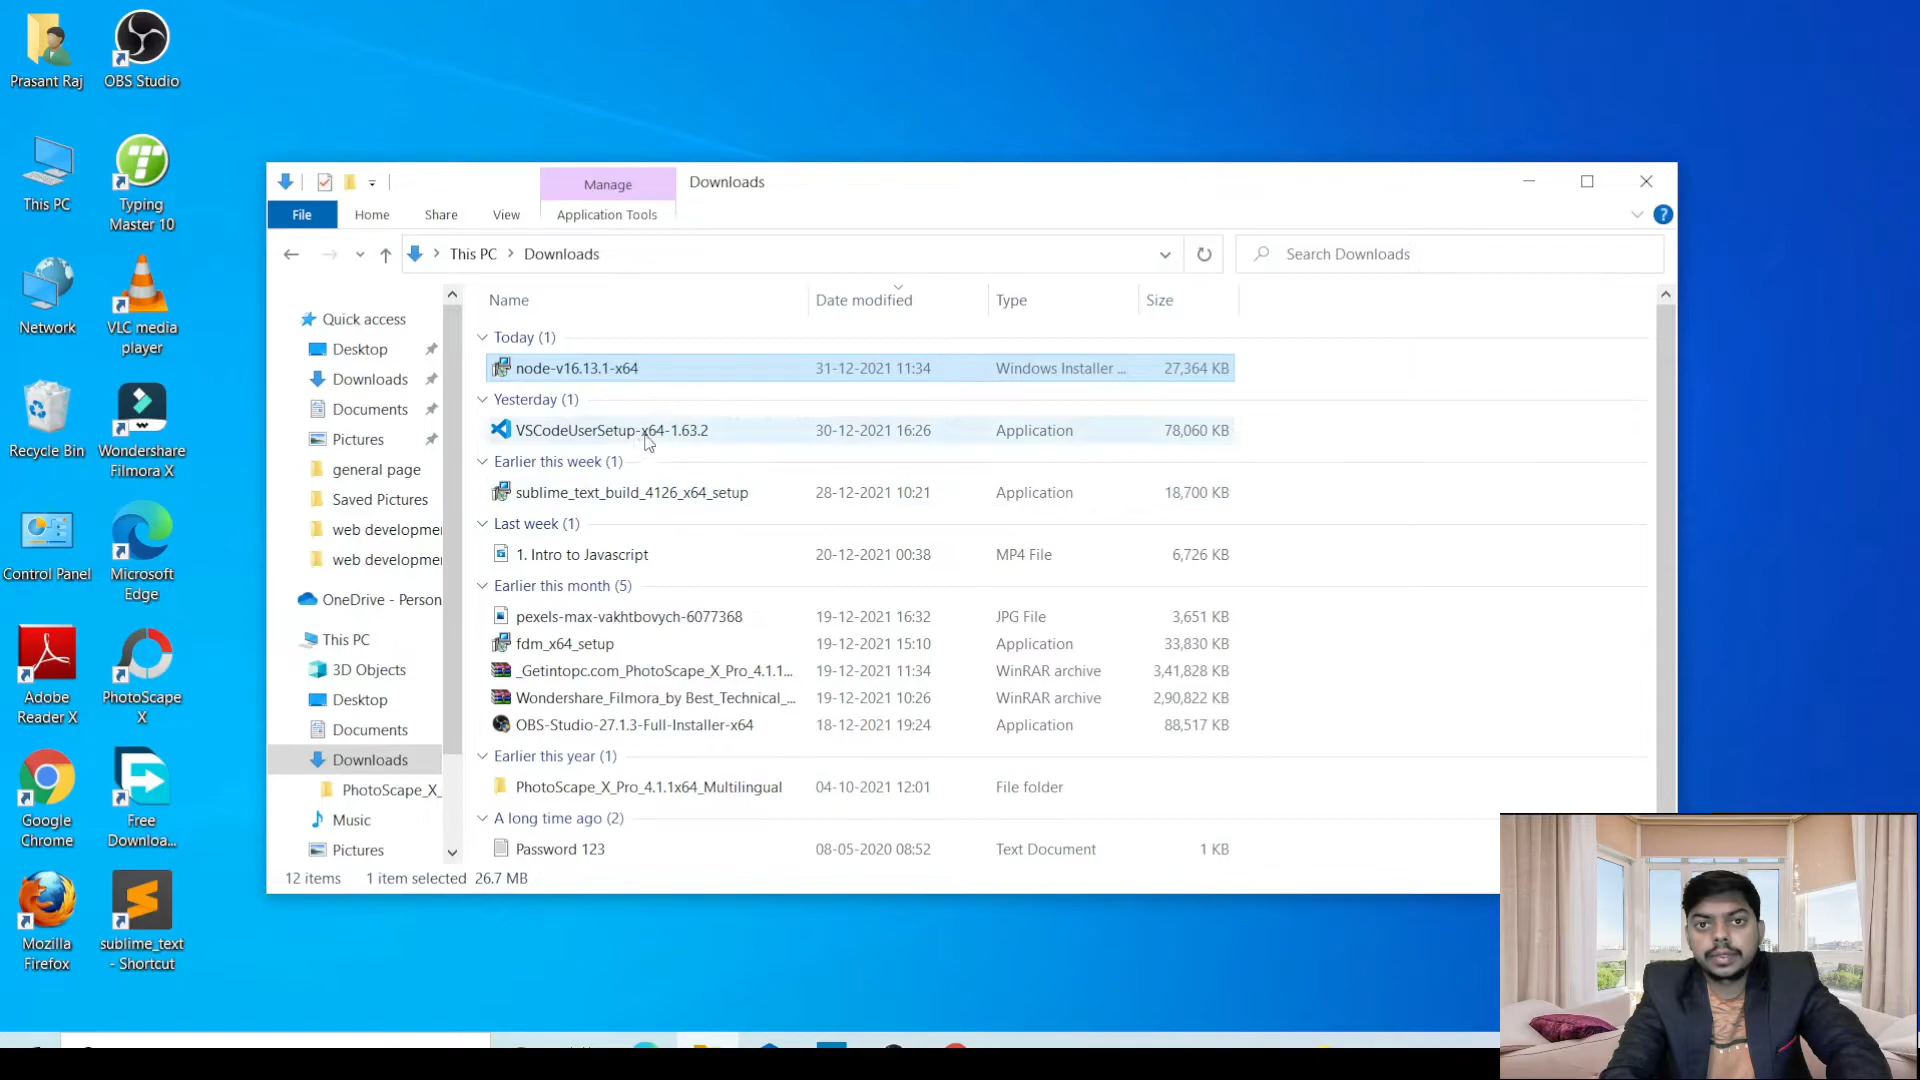 Prasant Raj
OBS Studio
This PC
Typing
Master 10
Network
VLC media
player
Recycle Bin
Wondershare
Filmora X
Control Panel
Microsoft
Edge
Adobe
Reader X
PhotoScape
X
Google
Chrome
Free
Downloa...
Mozilla
Firefox
sublime_text
- Shortcut
Manage
Downloads
File
Home
Share
View
Application Tools
This PC
Downloads
Search Downloads
Quick access
Desktop
Downloads
Documents
Pictures
general page
Saved Pictures
web developme
web developme
OneDrive - Person
This PC
3D Objects
Desktop
Documents
Downloads
PhotoScape_X_
Music
Pictures
Name Date modified Type Size
Today (1)
node-v16.13.1-x64 31-12-2021 11:34 Windows Installer ... 27,364 KB
Yesterday (1)
VSCodeUserSetup-x64-1.63.2 30-12-2021 16:26 Application 78,060 KB
Earlier this week (1)
sublime_text_build_4126_x64_setup 28-12-2021 10:21 Application 18,700 KB
Last week (1)
1. Intro to Javascript 20-12-2021 00:38 MP4 File 6,726 KB
Earlier this month (5)
pexels-max-vakhtbovych-6077368 19-12-2021 16:32 JPG File 3,651 KB
fdm_x64_setup 19-12-2021 15:10 Application 33,830 KB
_Getintopc.com_PhotoScape_X_Pro_4.1.1... 19-12-2021 11:34 WinRAR archive 3,41,828 KB
Wondershare_Filmora_by Best_Technical_... 19-12-2021 10:26 WinRAR archive 2,90,822 KB
OBS-Studio-27.1.3-Full-Installer-x64 18-12-2021 19:24 Application 88,517 KB
Earlier this year (1)
PhotoScape_X_Pro_4.1.1x64_Multilingual 04-10-2021 12:01 File folder
A long time ago (2)
Password 123 08-05-2020 08:52 Text Document 1 KB
12 items 1 item selected 26.7 MB